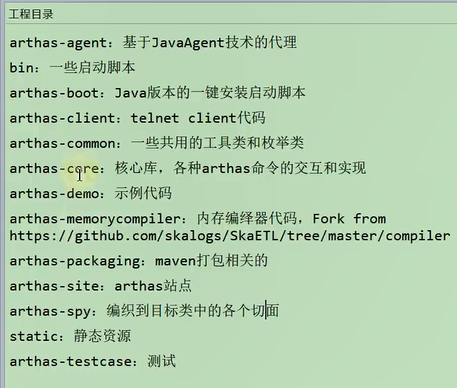 工程目录
arthas-agent：基于JavaAgent技术的代理
bin：一些启动脚本
arthas-boot：Java版本的一键安装启动脚本
arthas-client：telnet client代码
arthas-common：一些共用的工具类和枚举类
arthas-core：核心库，各种arthas命令的交互和实现
arthas-demo：示例代码
arthas-memorycompiler：内存编绎器代码，Fork from
https://github.com/skalogs/SkaETL/tree/master/compiler
arthas-packaging：maven打包相关的
arthas-site：arthas站点
arthas-spy：编织到目标类中的各个切面
static：静态资源
arthas-testcase：测试